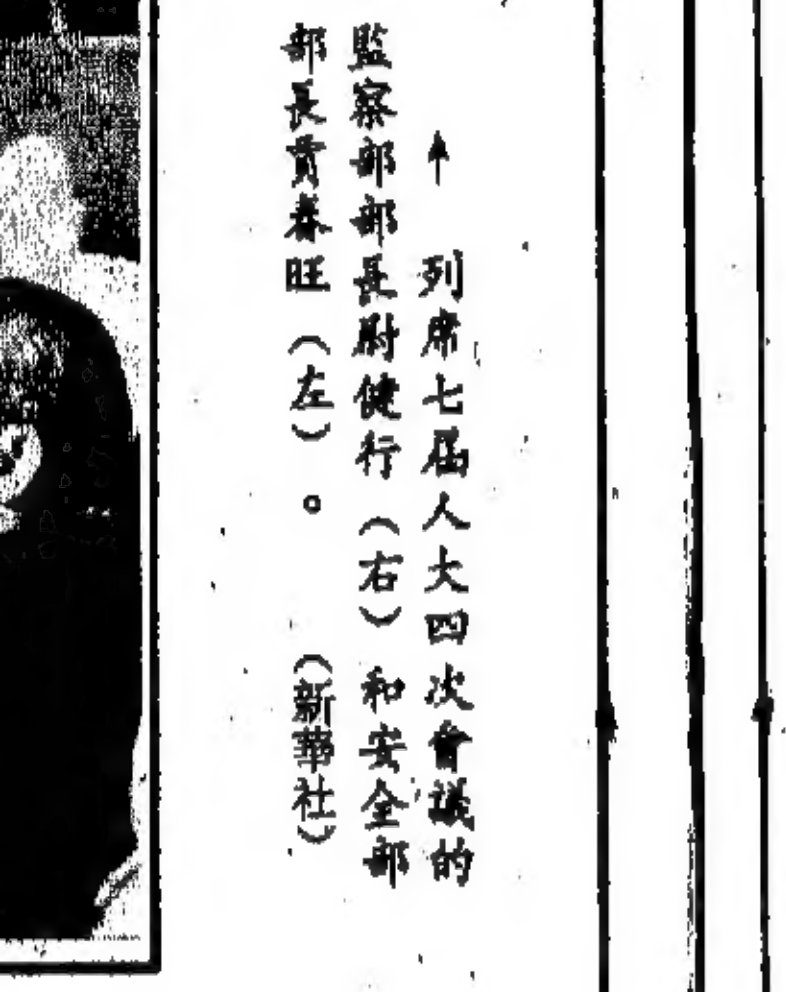 ↑ 列席七届人大四次會議的
監察部部長尉健行（右）和安全部
部長賈春旺（左）。 （新華社）